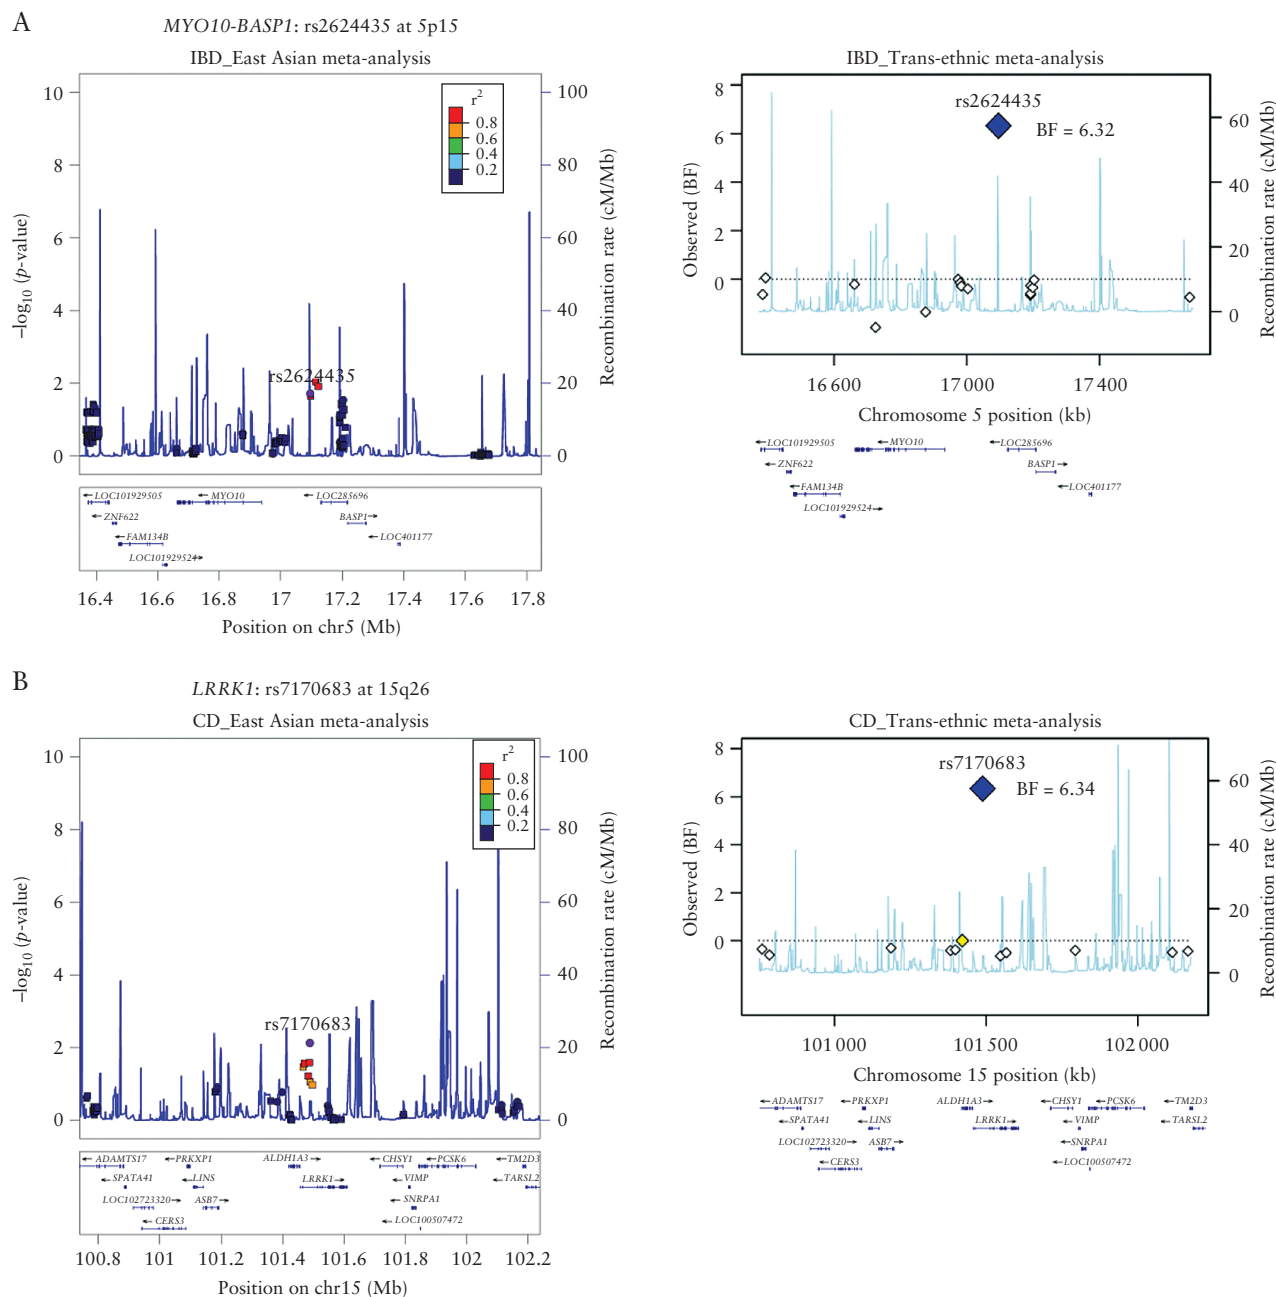 A
MYO10-BASP1: rs2624435 at 5p15
IBD_East Asian meta-analysis
10
8
6
4
2
0
−log10 (p-value)
100
80
60
40
20
0
Recombination rate (cM/Mb)
r2
0.8
0.6
0.4
0.2
rs2624435
LOC101929505
MYO10
LOC285696
ZNF622
BASP1
FAM134B
LOC401177
LOC101929524
16.4 16.6 16.8 17 17.2 17.4 17.6 17.8
Position on chr5 (Mb)
IBD_Trans-ethnic meta-analysis
8
6
4
2
0
Observed (BF)
rs2624435
BF = 6.32
60
40
20
0
Recombination rate (cM/Mb)
16 600 17 000 17 400
Chromosome 5 position (kb)
LOC101929505
MYO10
LOC285696
ZNF622
BASP1
FAM134B
LOC401177
LOC101929524
B
LRRK1: rs7170683 at 15q26
CD_East Asian meta-analysis
10
8
6
4
2
0
−log10 (p-value)
100
80
60
40
20
0
Recombination rate (cM/Mb)
r2
0.8
0.6
0.4
0.2
rs7170683
ADAMTS17
PRKXP1
ALDH1A3
CHSY1
PCSK6
TM2D3
SPATA41
LINS
LRRK1
VIMP
TARSL2
LOC102723320
ASB7
SNRPA1
CERS3
LOC100507472
100.8 101 101.2 101.4 101.6 101.8 102 102.2
Position on chr15 (Mb)
CD_Trans-ethnic meta-analysis
8
6
4
2
0
Observed (BF)
rs7170683
BF = 6.34
60
40
20
0
Recombination rate (cM/Mb)
101 000 101 500 102 000
Chromosome 15 position (kb)
ADAMTS17
PRKXP1
ALDH1A3
CHSY1
PCSK6
TM2D3
SPATA41
LINS
LRRK1
VIMP
TARSL2
LOC102723320
ASB7
SNRPA1
CERS3
LOC100507472